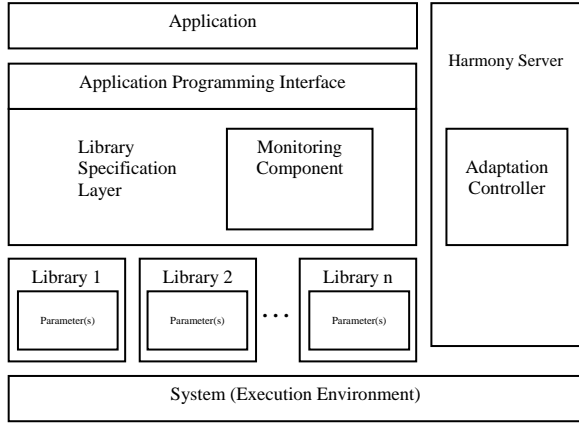 Application
Application Programming Interface
Harmony Server
Library
Specification
Layer
Monitoring
Component
Adaptation
Controller
Library 1
Library 2
Library n
Parameter(s)
Parameter(s)
...
Parameter(s)
System (Execution Environment)